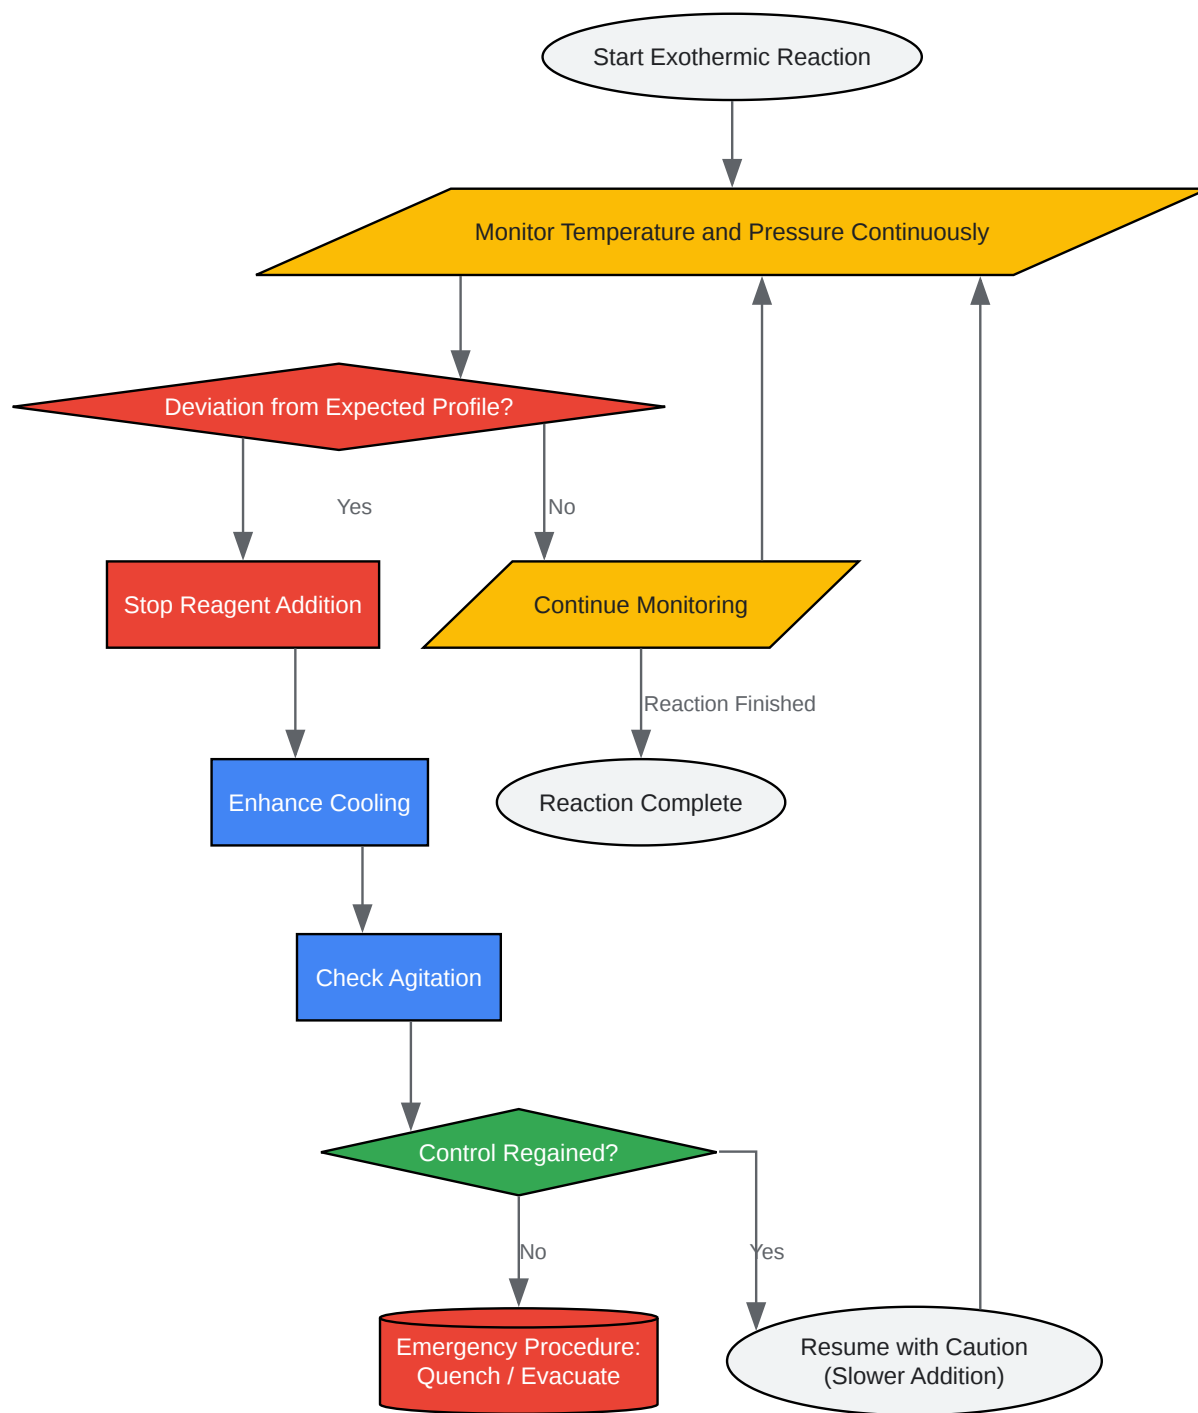 Start Exothermic Reaction
Monitor Temperature and Pressure Continuously
Deviation from Expected Profile?
Yes
No
Stop Reagent Addition
Continue Monitoring
Reaction Finished
Enhance Cooling
Reaction Complete
Check Agitation
Control Regained?
No
Yes
Emergency Procedure:
Quench / Evacuate
Resume with Caution
(Slower Addition)